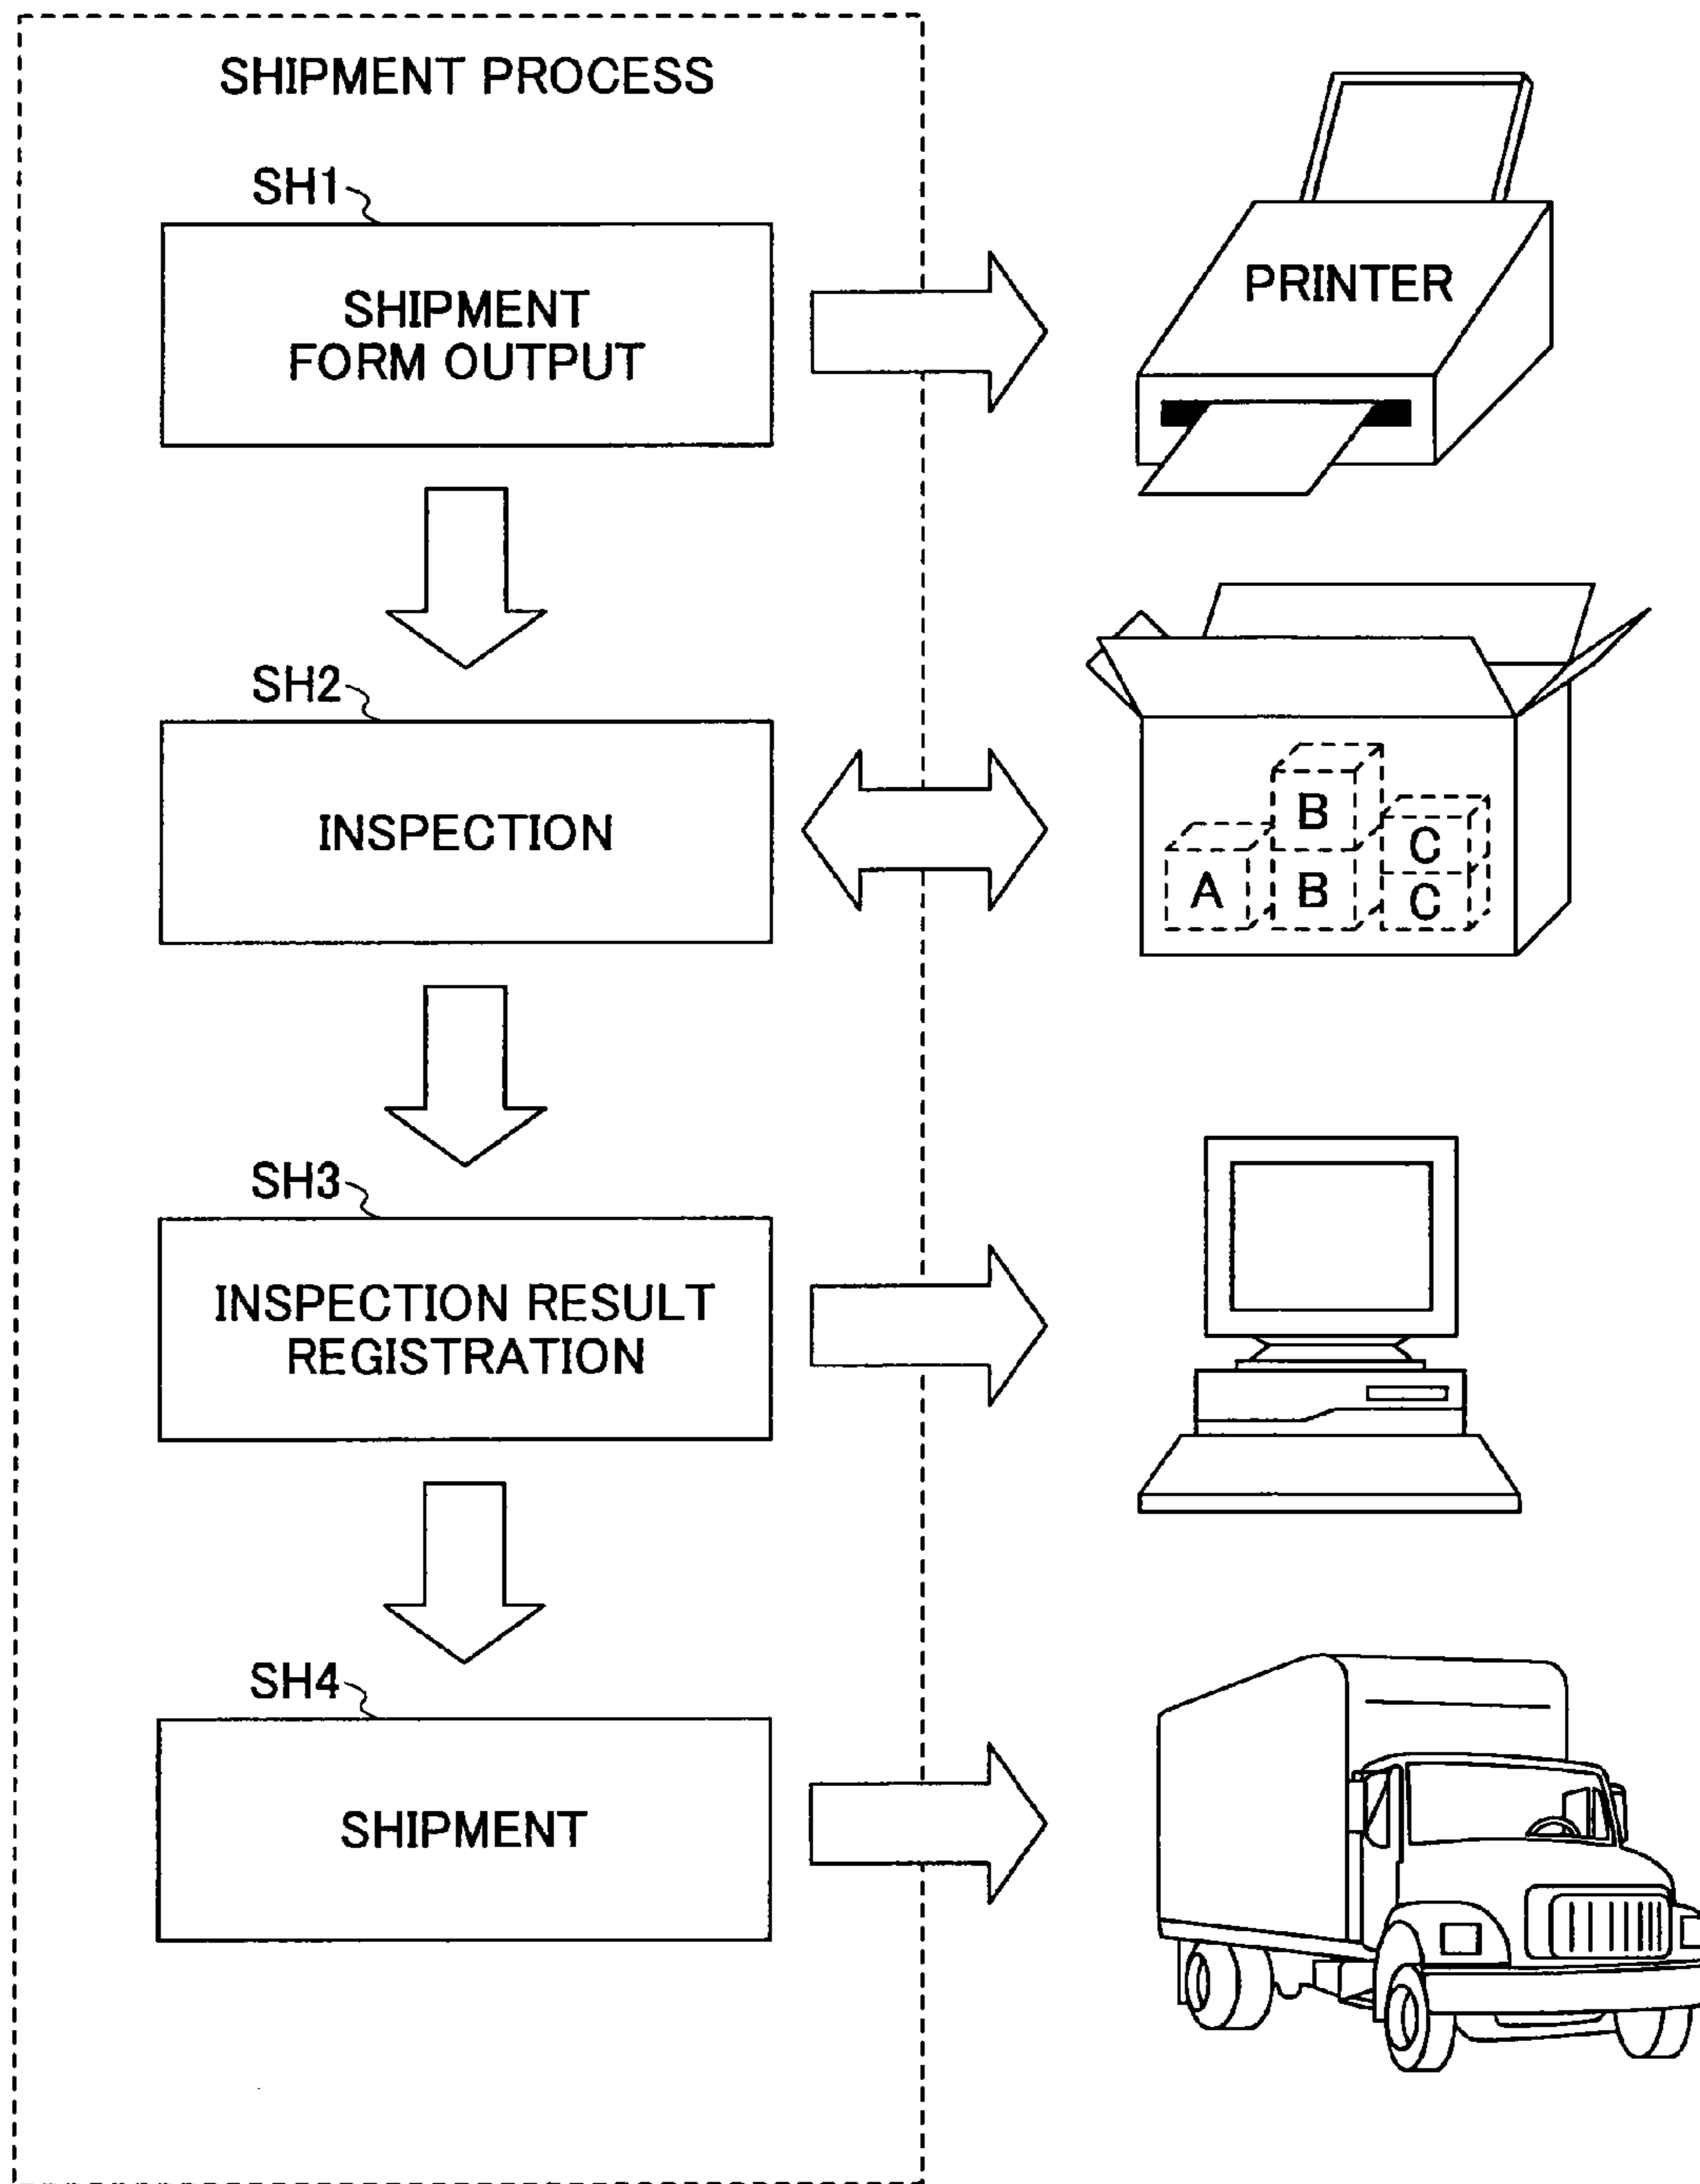 SHIPMENT PROCESS
SH1
SHIPMENT
FORM OUTPUT
PRINTER
SH2
INSPECTION
B
C
A
B
C
SH3
INSPECTION RESULT
REGISTRATION
SH4
SHIPMENT